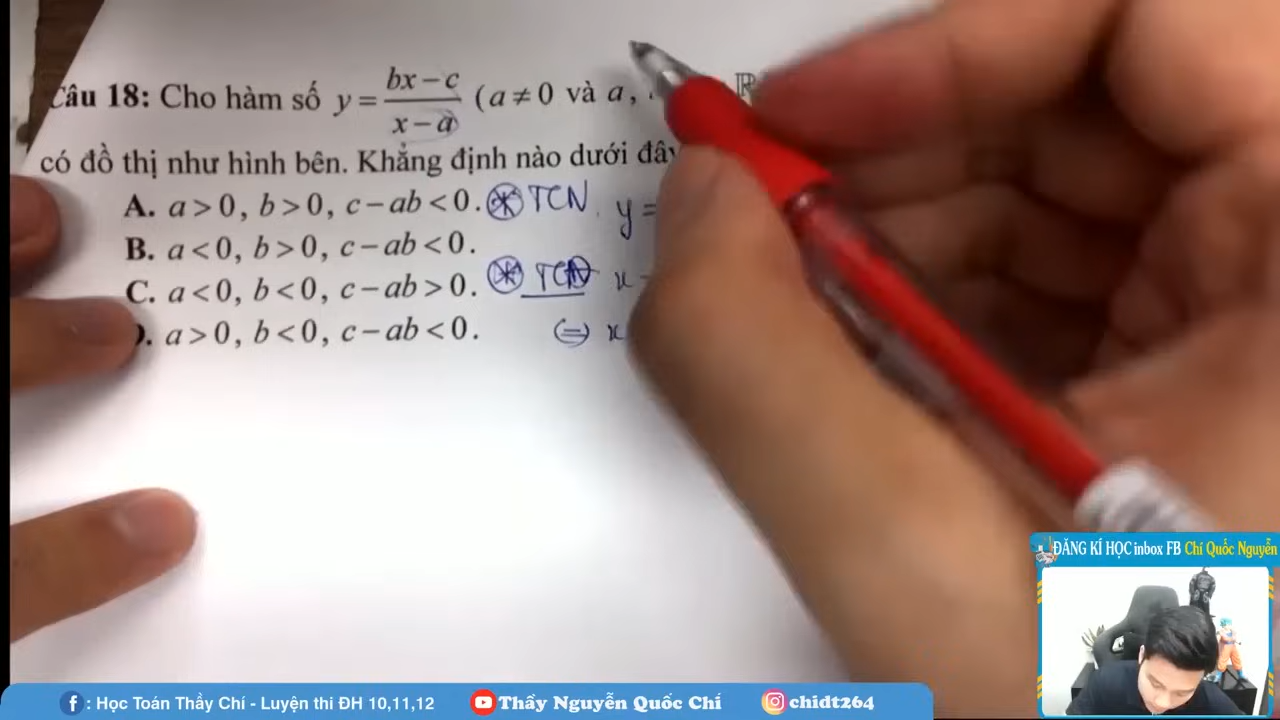 Câu 18: Cho hàm số y = \frac{bx - c}{x - a} (a ≠ 0 và a,
có đồ thị như hình bên. Khẳng định nào dưới đây
A. a > 0, b > 0, c - ab < 0. TCN y =
B. a < 0, b > 0, c - ab < 0.
C. a < 0, b < 0, c - ab > 0. x
D. a > 0, b < 0, c - ab < 0. x
ĐĂNG KÍ HỌC inbox FB Chí Quốc Nguyễn
: Học Toán Thầy Chí - Luyện thi ĐH 10,11,12
Thầy Nguyễn Quốc Chí
chidt264